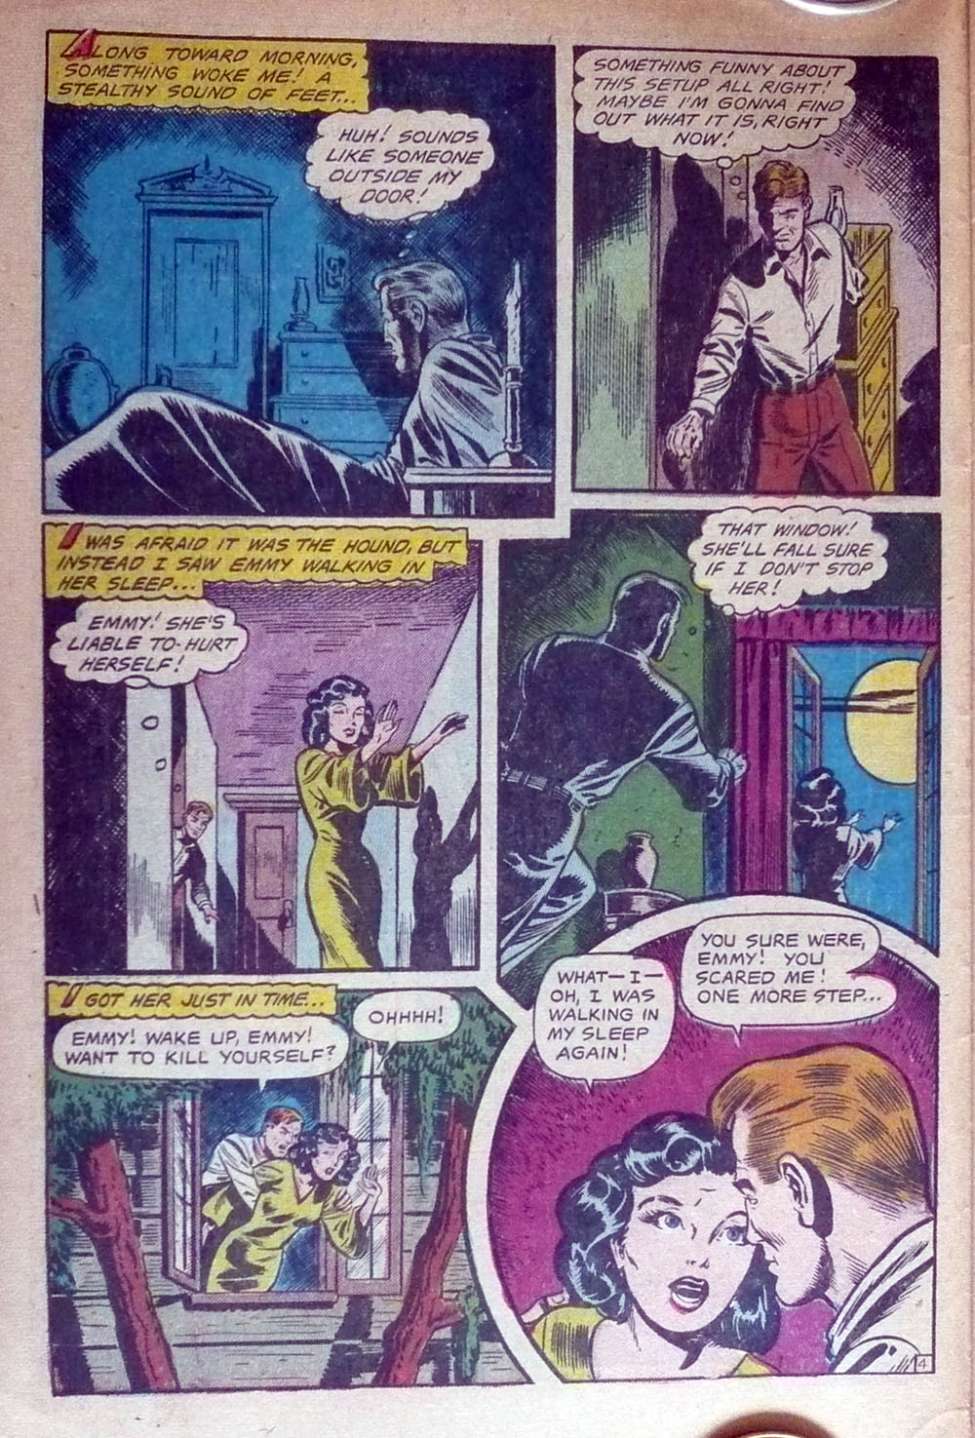 ALONG TOWARD MORNING,
SOMETHING WOKE ME! A
STEALTHY SOUND OF FEET...
HUH! SOUNDS
LIKE SOMEONE
OUTSIDE MY
DOOR!
SOMETHING FUNNY ABOUT
THIS SETUP ALL RIGHT!
MAYBE I'M GONNA FIND
OUT WHAT IT IS, RIGHT
NOW!
I WAS AFRAID IT WAS THE HOUND, BUT
INSTEAD I SAW EMMY WALKING IN
HER SLEEP...
EMMY! SHE'S
LIABLE TO HURT
HERSELF!
THAT WINDOW!
SHE'LL FALL SURE
IF I DON'T STOP
HER!
I GOT HER JUST IN TIME...
EMMY! WAKE UP, EMMY!
WANT TO KILL YOURSELF?
OHHHH!
WHAT—I—
OH, I WAS
WALKING IN
MY SLEEP
AGAIN!
YOU SURE WERE,
EMMY! YOU
SCARED ME!
ONE MORE STEP...
4